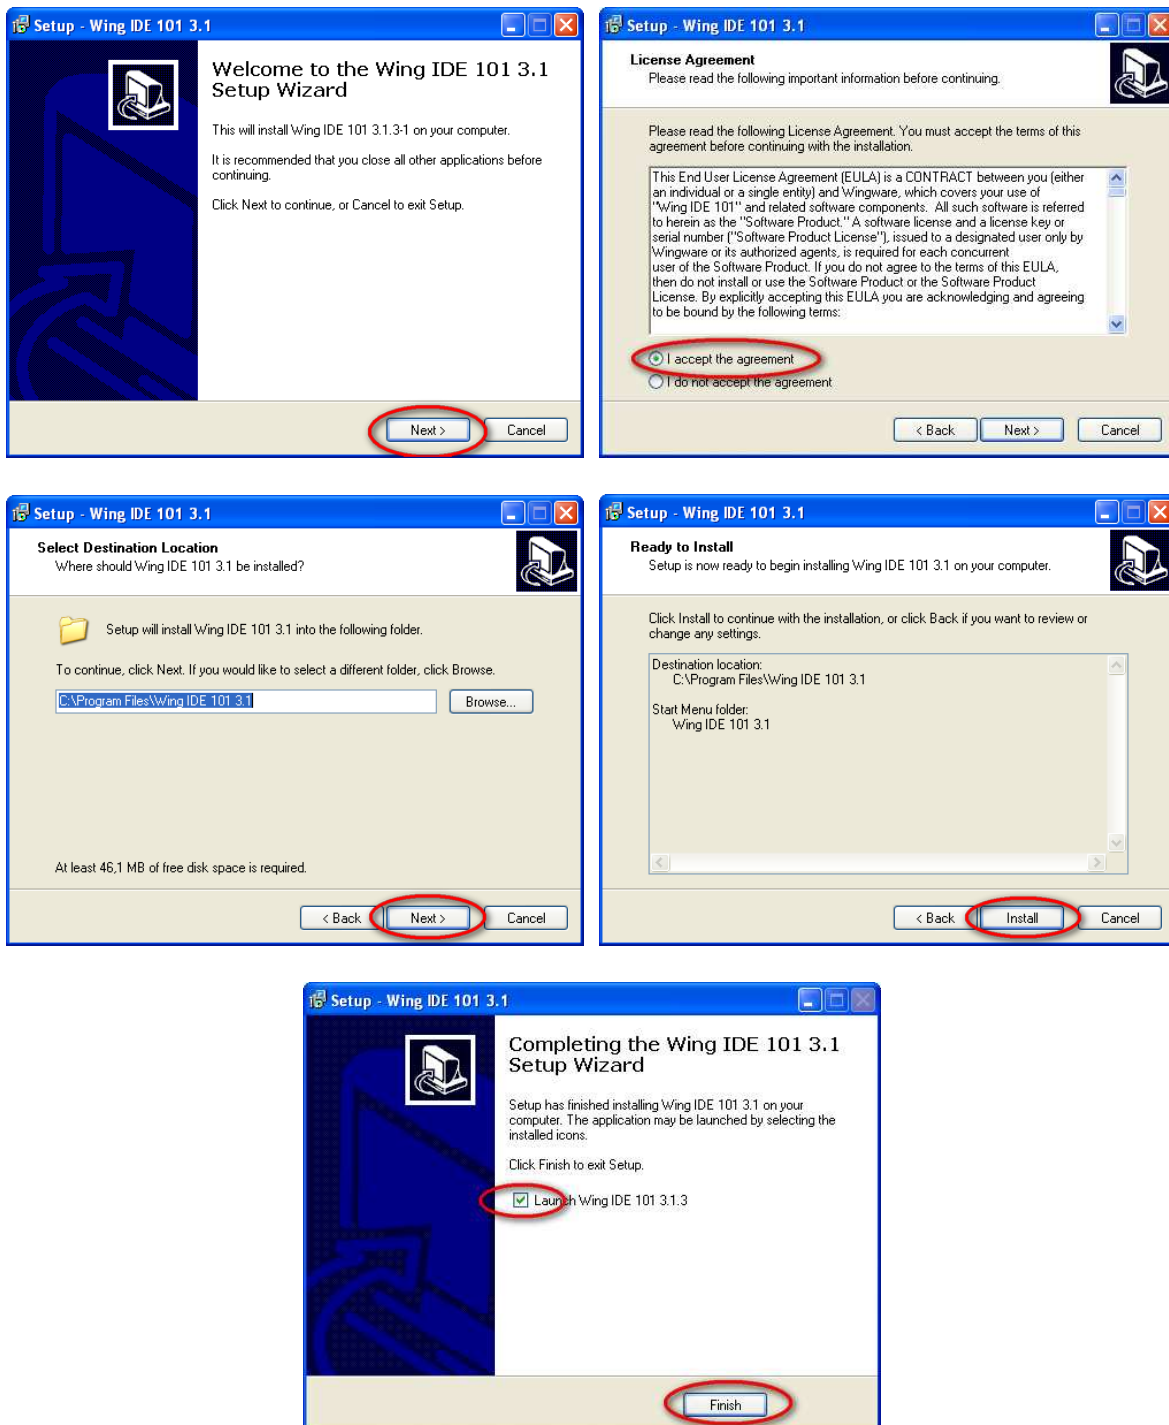 Setup - Wing IDE 101 3.1
Welcome to the Wing IDE 101 3.1
Setup Wizard
This will install Wing IDE 101 3.1.3-1 on your computer.
It is recommended that you close all other applications before
continuing.
Click Next to continue, or Cancel to exit Setup.
Next >
Cancel
Setup - Wing IDE 101 3.1
License Agreement
Please read the following important information before continuing.
Please read the following License Agreement. You must accept the terms of this
agreement before continuing with the installation.
This End User License Agreement (EULA) is a CONTRACT between you (either
an individual or a single entity) and Wingware, which covers your use of
"Wing IDE 101" and related software components. All such software is referred
to herein as the "Software Product." A software license and a license key or
serial number ("Software Product License"), issued to a designated user only by
Wingware or its authorized agents, is required for each concurrent
user of the Software Product. If you do not agree to the terms of this EULA,
then do not install or use the Software Product or the Software Product
License. By explicitly accepting this EULA you are acknowledging and agreeing
to be bound by the following terms:
I accept the agreement
I do not accept the agreement
< Back
Next >
Cancel
Setup - Wing IDE 101 3.1
Select Destination Location
Where should Wing IDE 101 3.1 be installed?
Setup will install Wing IDE 101 3.1 into the following folder.
To continue, click Next. If you would like to select a different folder, click Browse.
C:\Program Files\Wing IDE 101 3.1
Browse...
At least 46,1 MB of free disk space is required.
< Back
Next >
Cancel
Setup - Wing IDE 101 3.1
Ready to Install
Setup is now ready to begin installing Wing IDE 101 3.1 on your computer.
Click Install to continue with the installation, or click Back if you want to review or
change any settings.
Destination location:
C:\Program Files\Wing IDE 101 3.1
Start Menu folder:
Wing IDE 101 3.1
< Back
Install
Cancel
Setup - Wing IDE 101 3.1
Completing the Wing IDE 101 3.1
Setup Wizard
Setup has finished installing Wing IDE 101 3.1 on your
computer. The application may be launched by selecting the
installed icons.
Click Finish to exit Setup.
Launch Wing IDE 101 3.1.3
Finish